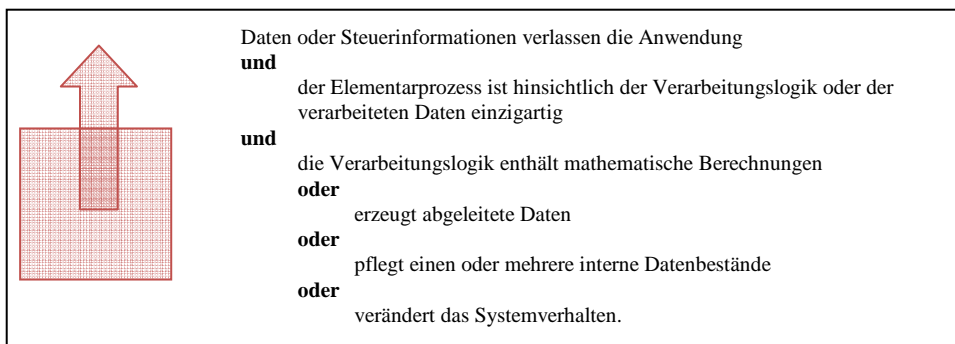 Daten oder Steuerinformationen verlassen die Anwendung
und
der Elementarprozess ist hinsichtlich der Verarbeitungslogik oder der
verarbeiteten Daten einzigartig
und
die Verarbeitungslogik enthält mathematische Berechnungen
oder
erzeugt abgeleitete Daten
oder
pflegt einen oder mehrere interne Datenbestände
oder
verändert das Systemverhalten.